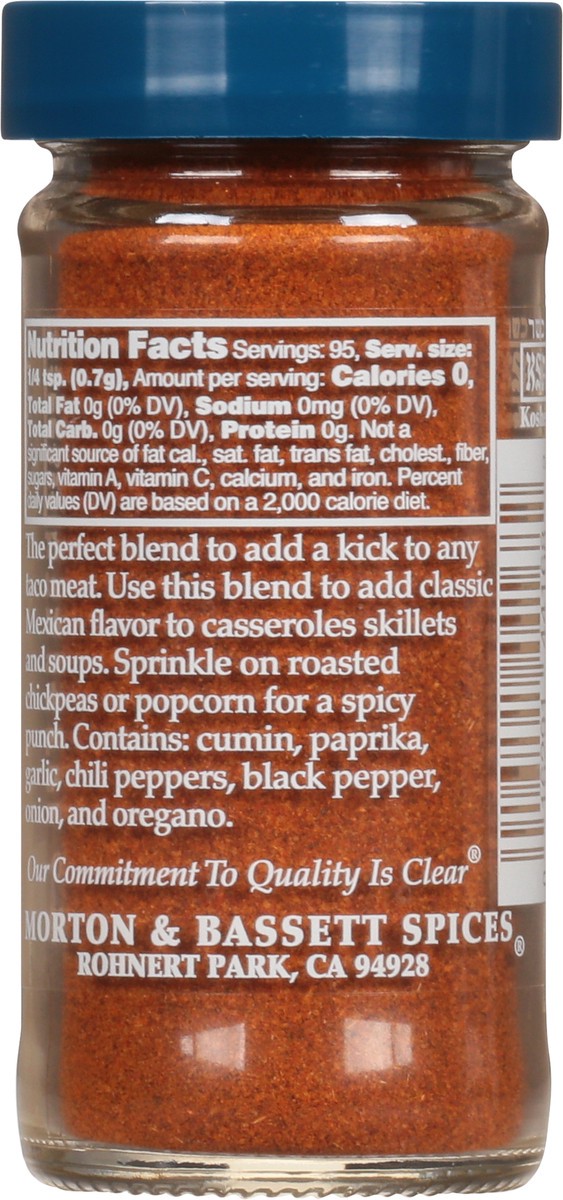 Nutrition Facts Servings: 95, Serv. size:
1/4 tsp. (0.7g), Amount per serving: Calories 0,
Total Fat 0g (0% DV), Sodium 0mg (0% DV),
Total Carb. 0g (0% DV), Protein 0g. Not a
significant source of fat cal., sat. fat, trans fat, cholest., fiber,
sugars, vitamin A, vitamin C, calcium, and iron. Percent
daily values (DV) are based on a 2,000 calorie diet.
The perfect blend to add a kick to any
taco meat. Use this blend to add classic
Mexican flavor to casseroles skillets
and soups. Sprinkle on roasted
chickpeas or popcorn for a spicy
punch. Contains: cumin, paprika,
garlic, chili peppers, black pepper,
onion, and oregano.
Our Commitment To Quality Is Clear®
MORTON & BASSETT SPICES®
ROHNERT PARK, CA 94928